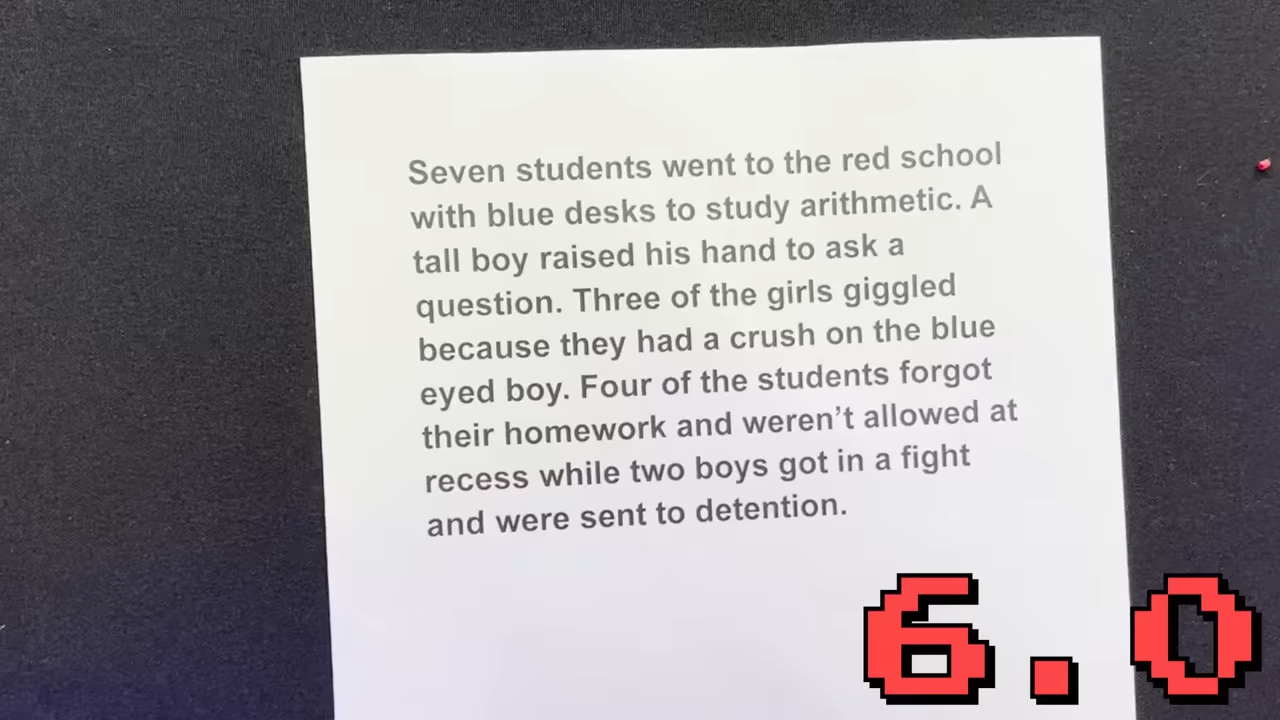 Seven students went to the red school
with blue desks to study arithmetic. A
tall boy raised his hand to ask a
question. Three of the girls giggled
because they had a crush on the blue
eyed boy. Four of the students forgot
their homework and weren’t allowed at
recess while two boys got in a fight
and were sent to detention.
6.0